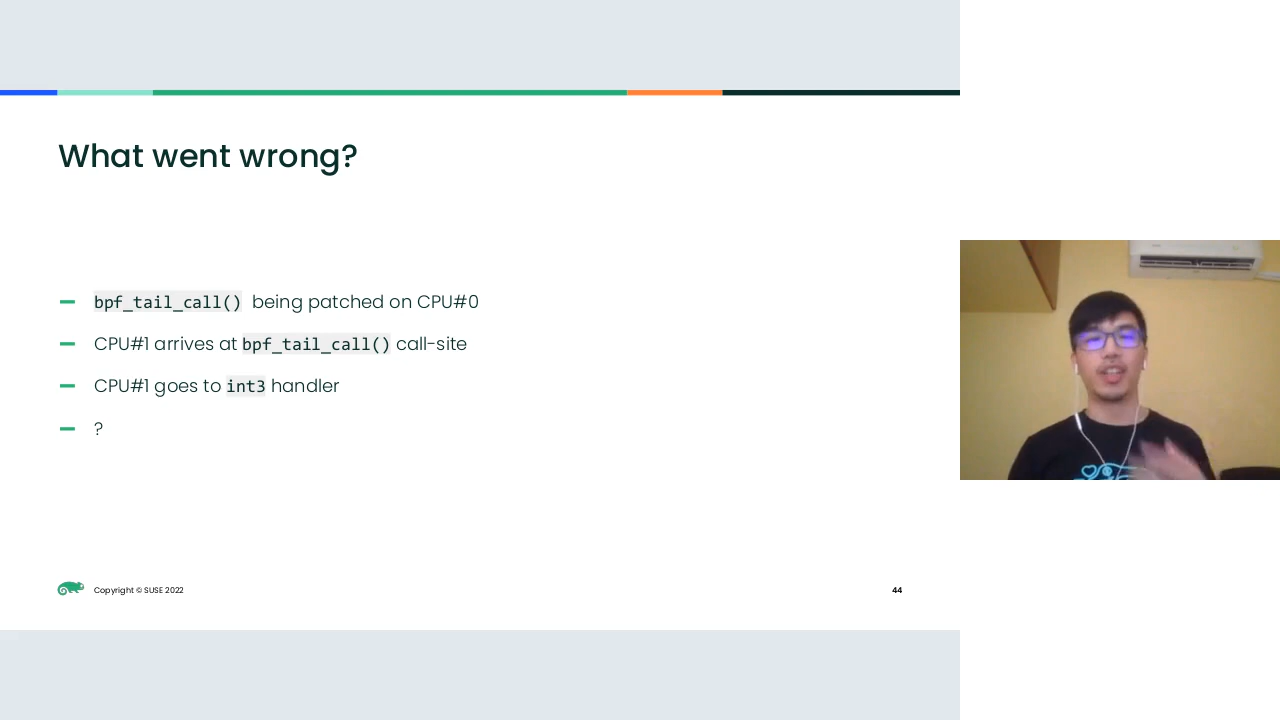 What went wrong?
bpf_tail_call() being patched on CPU#0
CPU#1 arrives at bpf_tail_call() call-site
CPU#1 goes to int3 handler
?
Copyright © SUSE 2022
44